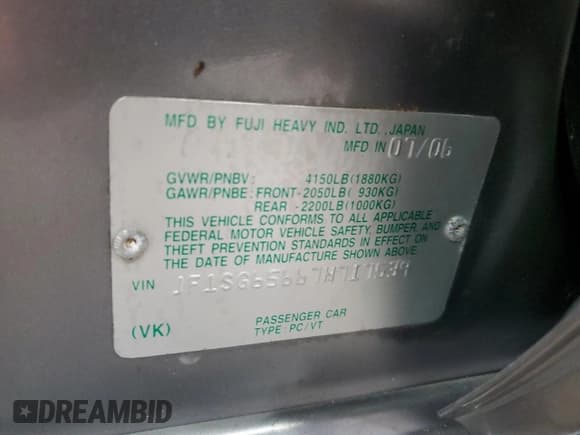 MFD BY FUJI HEAVY IND. LTD.,JAPAN
MFD IN 07/06
GVWR/PNBV: 4150LB(1880KG)
GAWR/PNBE: FRONT-2050LB( 930KG)
REAR -2200LB(1000KG)
THIS VEHICLE CONFORMS TO ALL APPLICABLE
FEDERAL MOTOR VEHICLE SAFETY, BUMPER, AND
THEFT PREVENTION STANDARDS IN EFFECT ON
THE DATE OF MANUFACTURE SHOWN ABOVE.
VIN
(VK)
PASSENGER CAR
TYPE: PC/VT
DREAMBID